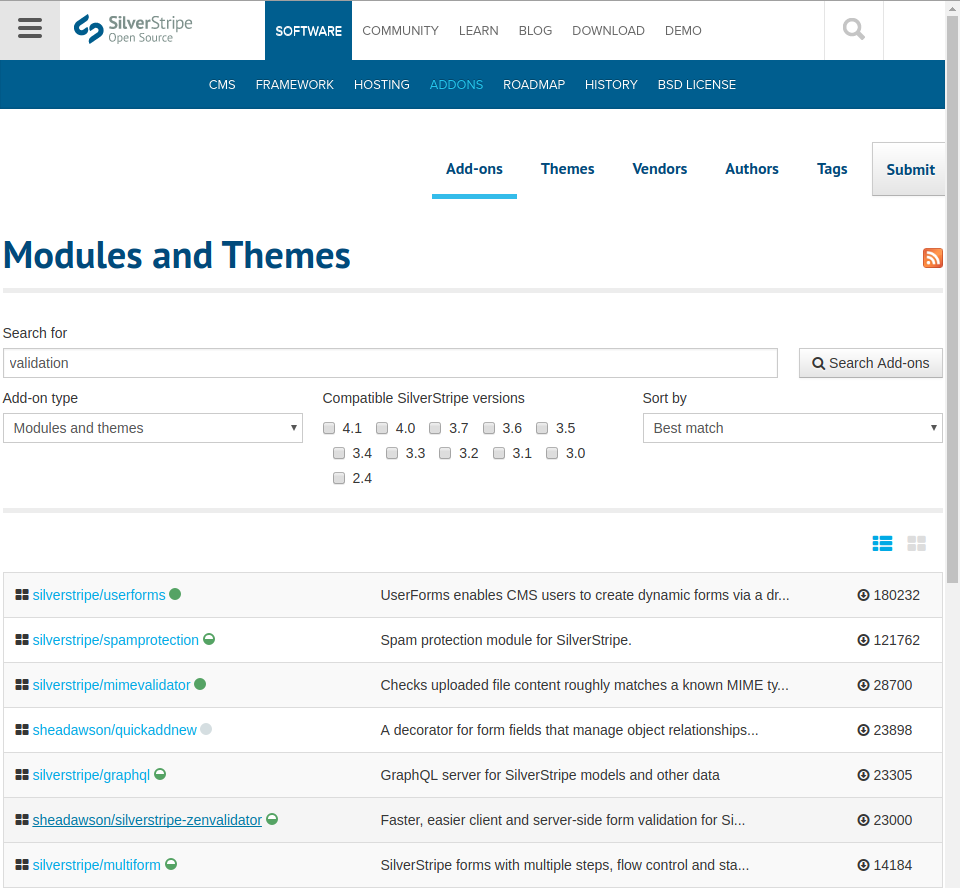 SilverStripe
Open Source
SOFTWARE COMMUNITY LEARN BLOG DOWNLOAD DEMO
CMS FRAMEWORK HOSTING ADDONS ROADMAP HISTORY BSD LICENSE
Add-ons Themes Vendors Authors Tags Submit
Modules and Themes
Search for
validation Search Add-ons
Add-on type Compatible SilverStripe versions Sort by
Modules and themes 4.1 4.0 3.7 3.6 3.5 Best match
3.4 3.3 3.2 3.1 3.0
2.4
silverstripe/userforms UserForms enables CMS users to create dynamic forms via a dr... 180232
silverstripe/spamprotection Spam protection module for SilverStripe. 121762
silverstripe/mimevalidator Checks uploaded file content roughly matches a known MIME ty... 28700
sheadawson/quickaddnew A decorator for form fields that manage object relationships... 23898
silverstripe/graphql GraphQL server for SilverStripe models and other data 23305
sheadawson/silverstripe-zenvalidator Faster, easier client and server-side form validation for Si... 23000
silverstripe/multiform SilverStripe forms with multiple steps, flow control and sta... 14184